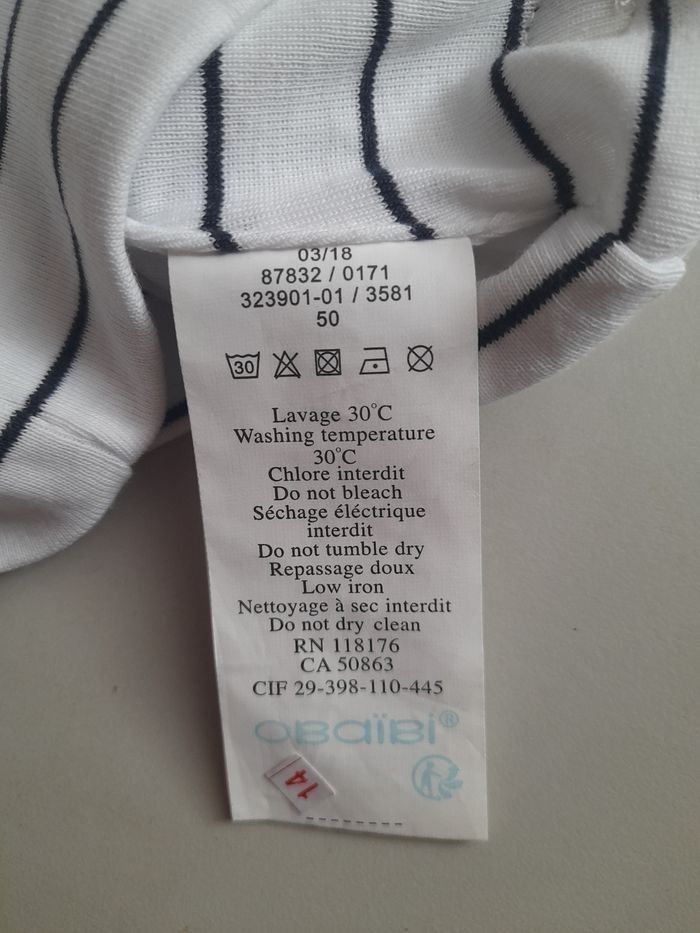 03/18
87832 / 0171
323901-01 / 3581
50
30
Lavage 30°C
Washing temperature
30°C
Chlore interdit
Do not bleach
Séchage éléctrique
interdit
Do not tumble dry
Repassage doux
Low iron
Nettoyage à sec interdit
Do not dry clean
RN 118176
CA 50863
CIF 29-398-110-445
OBaïBi®
14